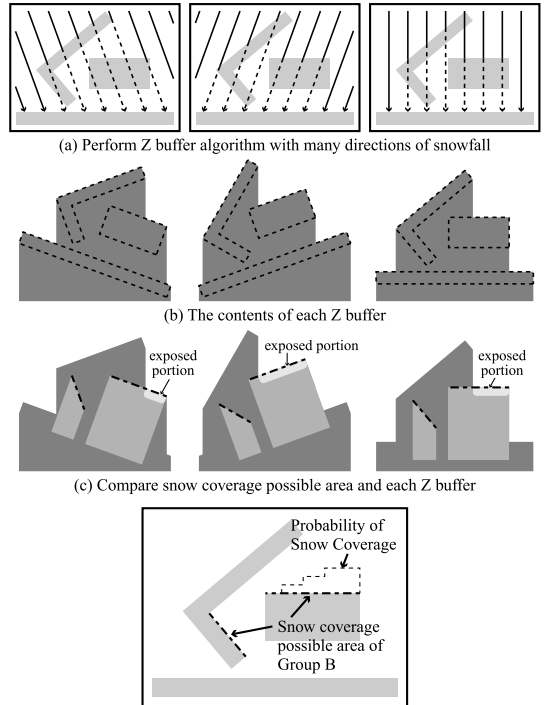 (a) Perform Z buffer algorithm with many directions of snowfall
(b) The contents of each Z buffer
exposed
portion
exposed portion
exposed
portion
(c) Compare snow coverage possible area and each Z buffer
Probability of
Snow Coverage
Snow coverage
possible area of
Group B